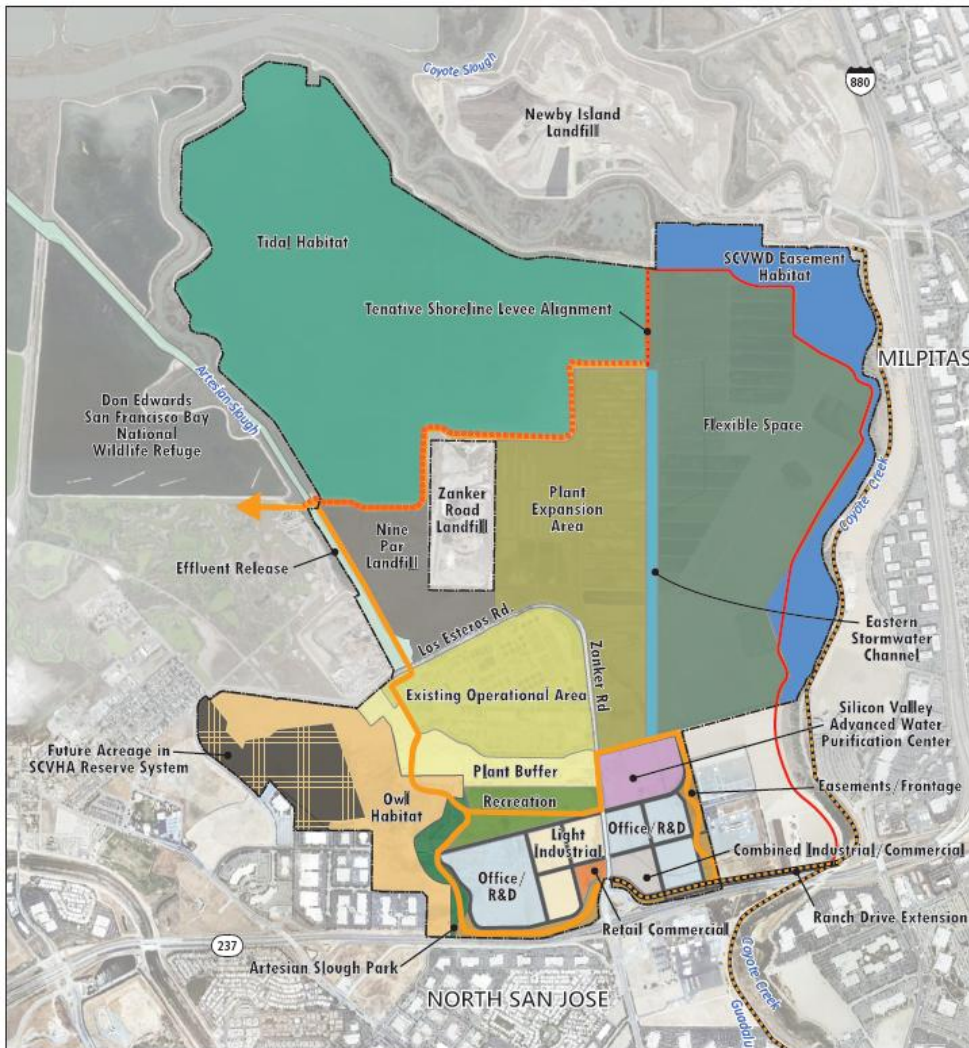 Coyote Slough
880
Newby Island
Landfill
Tidal Habitat
SCVWD Easement
Habitat
Tenative Shoreline Levee Alignment
MILPITAS
Artesian Slough
Don Edwards
San Francisco Bay
National
Wildlife Refuge
Flexible Space
Zanker
Road
Landfill
Plant
Expansion
Area
Coyote Creek
Nine
Par
Landfill
Effluent Release
Los Esteros Rd.
Zanker Rd
Eastern
Stormwater
Channel
Existing Operational Area
Silicon Valley
Advanced Water
Purification Center
Future Acreage in
SCVHA Reserve System
Plant Buffer
Easements/Frontage
Owl
Habitat
Recreation
Light
Industrial
Office/R&D
Combined Industrial/Commercial
Office/
R&D
Ranch Drive Extension
Retail Commercial
237
Artesian Slough Park
NORTH SAN JOSE
Coyote Creek
Guadalu